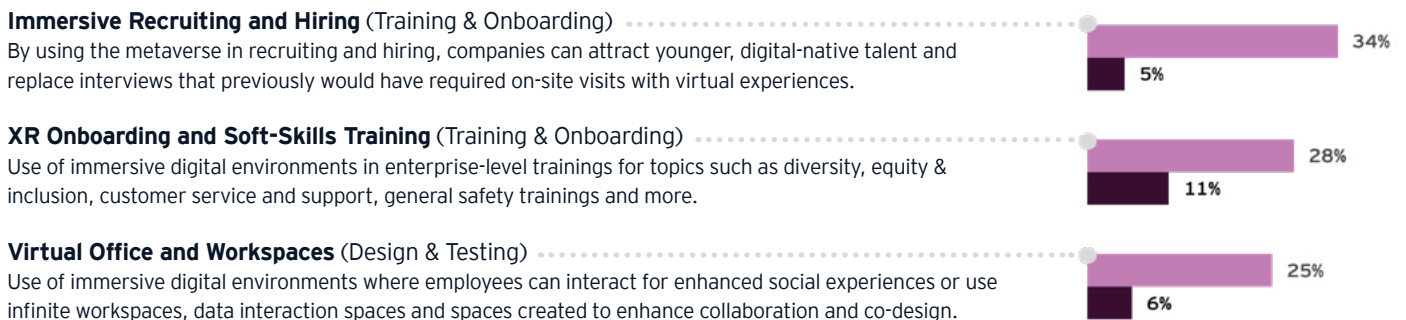 Immersive Recruiting and Hiring (Training & Onboarding)
By using the metaverse in recruiting and hiring, companies can attract younger, digital-native talent and
replace interviews that previously would have required on-site visits with virtual experiences.
34%
5%
XR Onboarding and Soft-Skills Training (Training & Onboarding)
Use of immersive digital environments in enterprise-level trainings for topics such as diversity, equity &
inclusion, customer service and support, general safety trainings and more.
28%
11%
Virtual Office and Workspaces (Design & Testing)
Use of immersive digital environments where employees can interact for enhanced social experiences or use
infinite workspaces, data interaction spaces and spaces created to enhance collaboration and co-design.
25%
6%